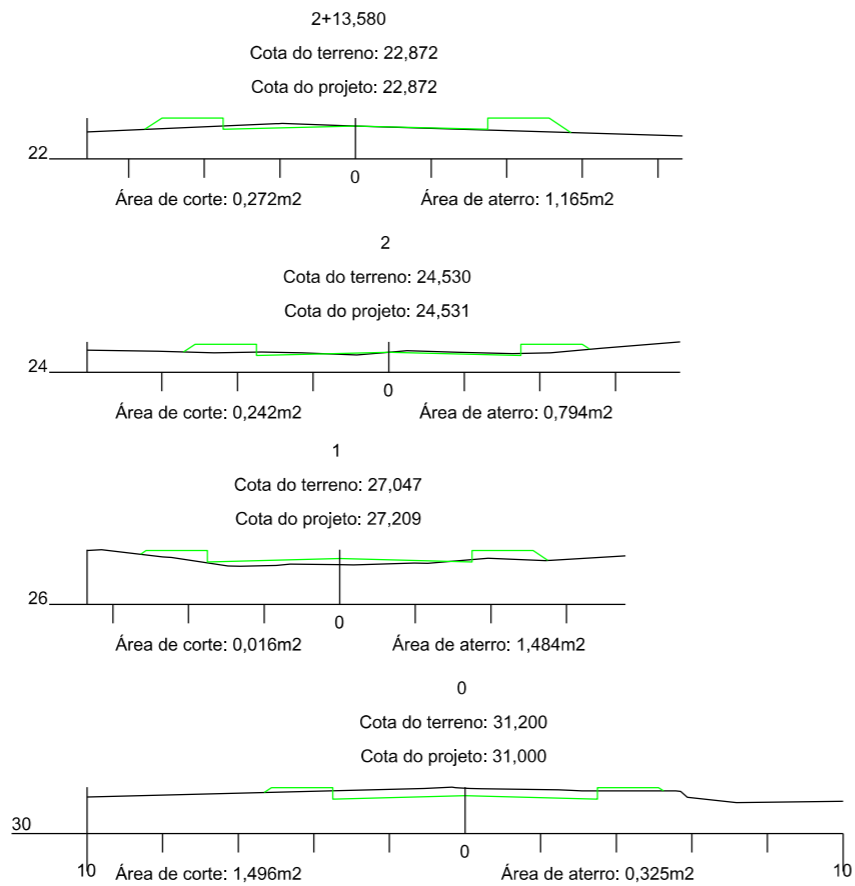 2+13,580
Cota do terreno: 22,872
Cota do projeto: 22,872
22
0
Área de corte: 0,272m2 Área de aterro: 1,165m2
2
Cota do terreno: 24,530
Cota do projeto: 24,531
24
0
Área de corte: 0,242m2 Área de aterro: 0,794m2
1
Cota do terreno: 27,047
Cota do projeto: 27,209
26
0
Área de corte: 0,016m2 Área de aterro: 1,484m2
0
Cota do terreno: 31,200
Cota do projeto: 31,000
30
0
10 Área de corte: 1,496m2 Área de aterro: 0,325m2 10